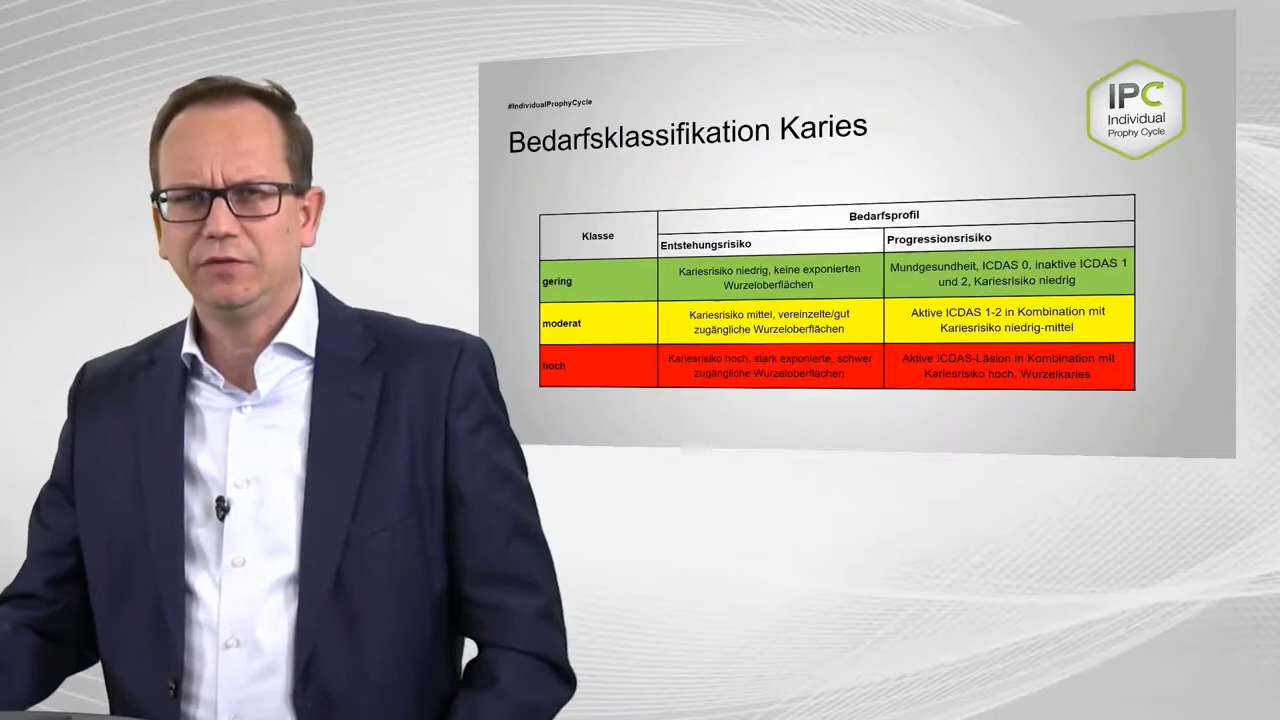 #IndividualProphyCycle
Bedarfsklassifikation Karies
IPC
Individual
Prophy Cycle
Klasse
Bedarfsprofil
Entstehungsrisiko
Progressionsrisiko
gering
Kariesrisiko niedrig, keine exponierten
Wurzeloberflächen
Mundgesundheit, ICDAS 0, inaktive ICDAS 1
und 2, Kariesrisiko niedrig
moderat
Kariesrisiko mittel, vereinzelte/gut
zugängliche Wurzeloberflächen
Aktive ICDAS 1-2 in Kombination mit
Kariesrisiko niedrig-mittel
hoch
Kariesrisiko hoch, stark exponierte, schwer
zugängliche Wurzeloberflächen
Aktive ICDAS-Läsion in Kombination mit
Kariesrisiko hoch, Wurzelkaries